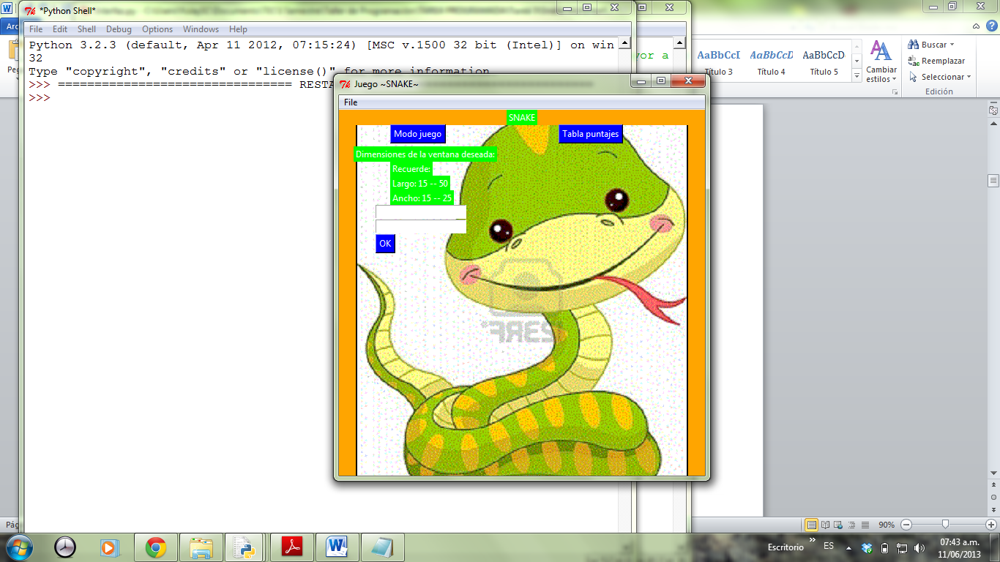 *Python Shell*
File Edit Shell Debug Options Windows Help
Python 3.2.3 (default, Apr 11 2012, 07:15:24) [MSC v.1500 32 bit (Intel)] on win
32
Type "copyright", "credits" or "license()" for more information
>>> ================================ RESTA
>>>
Juego ~SNAKE~
File
SNAKE
Modo juego
Tabla puntajes
Dimensiones de la ventana deseada:
Recuerde:
Largo: 15 -- 50
Ancho: 15 -- 25
OK
AaBbCcI AaBbCcD AaBbCcD
Título 3 Título 4 Título 5
Cambiar
estilos
Buscar
Reemplazar
Seleccionar
Edición
90%
Escritorio
ES
07:43 a.m.
11/06/2013